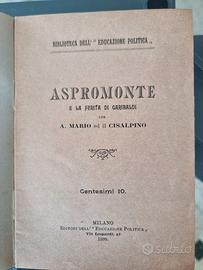 BIBLIOTECA DELL' " EDUCAZIONE POLITICA „
ASPROMONTE
E LA FERITA DI GARIBALDI
PER
A. MARIO ed il CISALPINO
Centesimi 10.
MILANO
EDITORI DELL' " EDUCAZIONE POLITICA „
1899.
subito